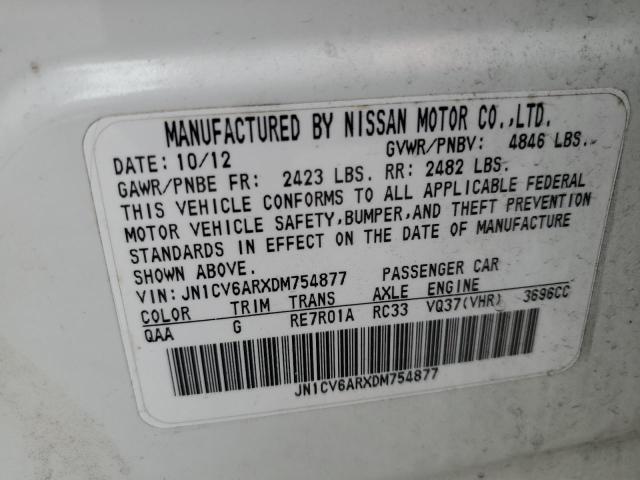 MANUFACTURED BY NISSAN MOTOR CO.,LTD.
DATE: 10/12 GVWR/PNBV: 4846 LBS.
GAWR/PNBE FR: 2423 LBS. RR: 2482 LBS.
THIS VEHICLE CONFORMS TO ALL APPLICABLE FEDERAL
MOTOR VEHICLE SAFETY,BUMPER,AND THEFT PREVENTION
STANDARDS IN EFFECT ON THE DATE OF MANUFACTURE
SHOWN ABOVE.
VIN: JN1CV6ARXDM754877 PASSENGER CAR
COLOR TRIM TRANS AXLE ENGINE
QAA G RE7R01A RC33 VQ37(VHR) 3696CC
JN1CV6ARXDM754877